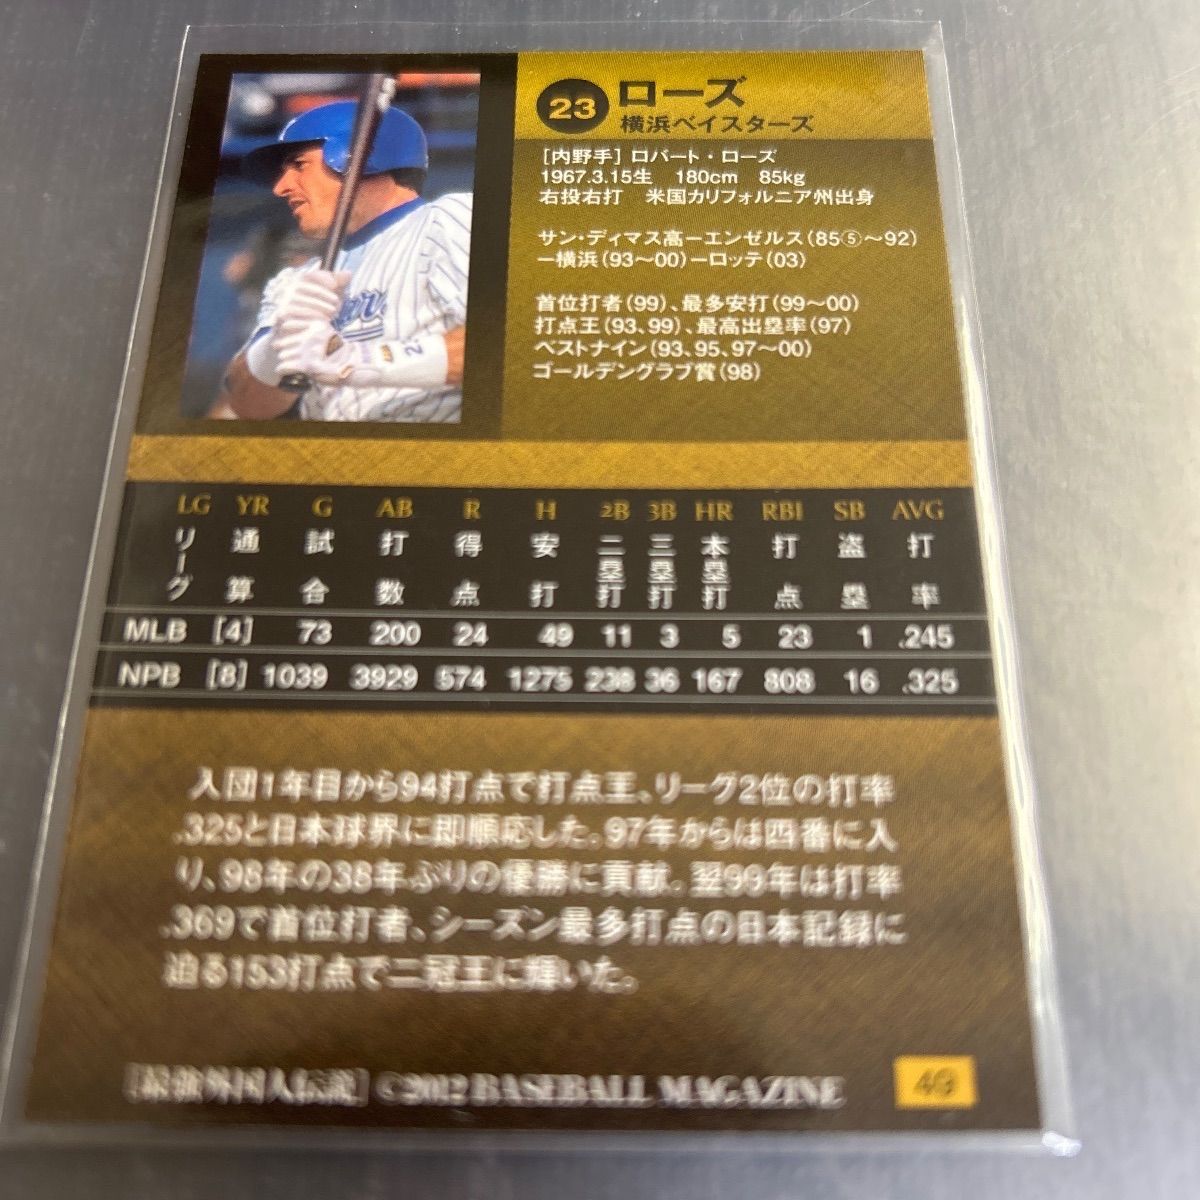 23 ローズ
横浜ベイスターズ
[内野手] ロバート・ローズ
1967.3.15生 180cm 85kg
右投右打 米国カリフォルニア州出身
サン・ディマス高ーエンゼルス(85⑤〜92)
ー横浜(93〜00)ーロッテ(03)
首位打者(99)、最多安打(99〜00)
打点王(93、99)、最高出塁率(97)
ベストナイン(93、95、97〜00)
ゴールデングラブ賞(98)
LG YR G AB R H 2B 3B HR RBI SB AVG
リーグ 通算 試合 打数 得点 安打 二塁打 三塁打 本塁打 打点 盗塁 打率
MLB [4] 73 200 24 49 11 3 5 23 1 .245
NPB [8] 1039 3929 574 1275 238 36 167 808 16 .325
入団1年目から94打点で打点王、リーグ2位の打率
.325と日本球界に即順応した。97年からは四番に入
り、98年の38年ぶりの優勝に貢献。翌99年は打率
.369で首位打者、シーズン最多打点の日本記録に
迫る153打点で二冠王に輝いた。
[最強外国人伝説] ©2012 BASEBALL MAGAZINE
49